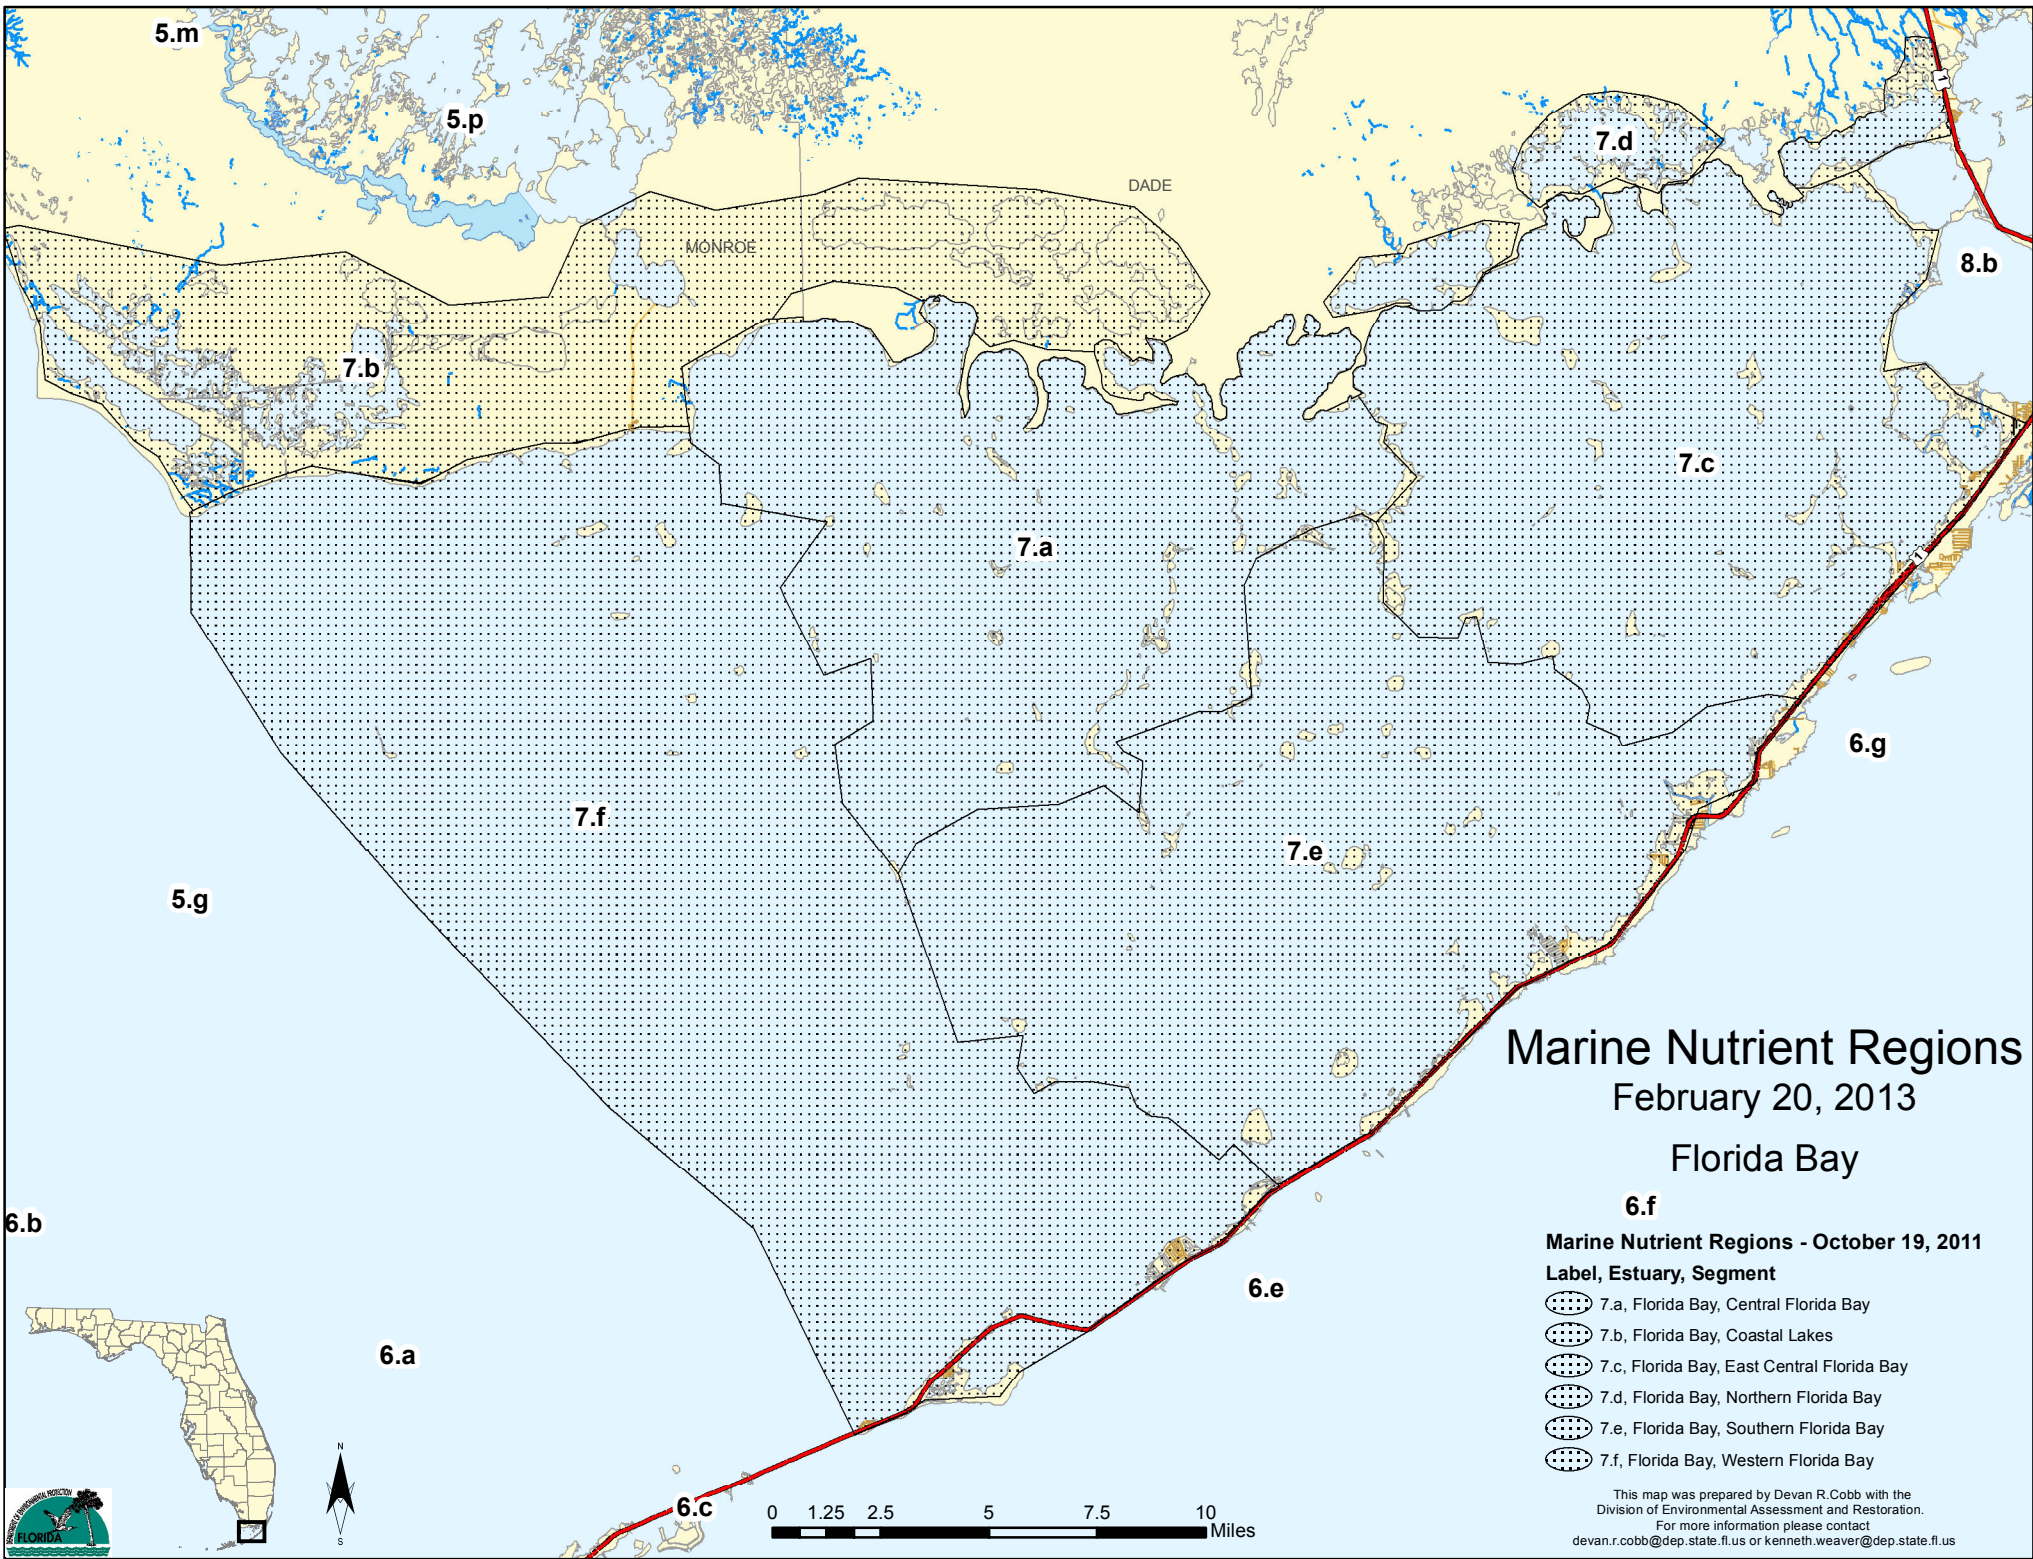 5.m
5.p
7.d
1
DADE
MONROE
8.b
7.b
7.c
7.a
1
6.g
7.f
7.e
5.g
Marine Nutrient Regions
February 20, 2013
Florida Bay
6.f
6.b
6.e
6.a
6.c
Marine Nutrient Regions - October 19, 2011
Label, Estuary, Segment
7.a, Florida Bay, Central Florida Bay
7.b, Florida Bay, Coastal Lakes
7.c, Florida Bay, East Central Florida Bay
7.d, Florida Bay, Northern Florida Bay
7.e, Florida Bay, Southern Florida Bay
7.f, Florida Bay, Western Florida Bay
This map was prepared by Devan R.Cobb with the
Division of Environmental Assessment and Restoration.
For more information please contact
devan.r.cobb@dep.state.fl.us or kenneth.weaver@dep.state.fl.us
N
S
0 1.25 2.5 5 7.5 10
Miles
DEPARTMENT OF ENVIRONMENTAL PROTECTION
FLORIDA